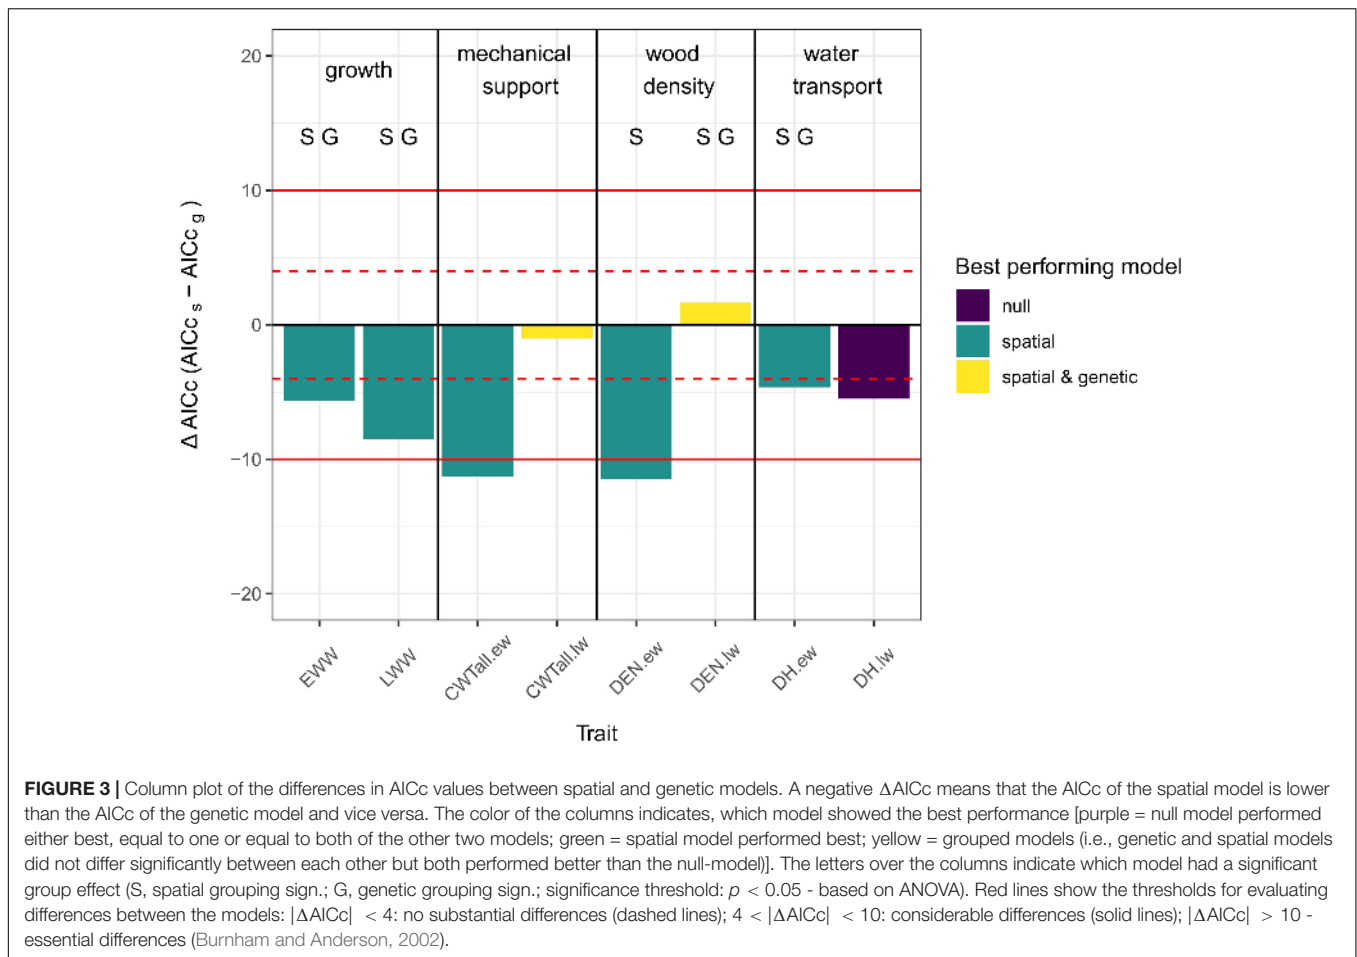 growth
mechanical
support
wood
density
water
transport
S G
S G
S
S G
S G
20
10
0
−10
−20
Δ AICc (AICc s − AICc g )
EWW
LWW
CWTall.ew
CWTall.lw
DEN.ew
DEN.lw
DH.ew
DH.lw
Trait
Best performing model
null
spatial
spatial & genetic
FIGURE 3 | Column plot of the differences in AICc values between spatial and genetic models. A negative ΔAICc means that the AICc of the spatial model is lower
than the AICc of the genetic model and vice versa. The color of the columns indicates, which model showed the best performance [purple = null model performed
either best, equal to one or equal to both of the other two models; green = spatial model performed best; yellow = grouped models (i.e., genetic and spatial models
did not differ significantly between each other but both performed better than the null-model)]. The letters over the columns indicate which model had a significant
group effect (S, spatial grouping sign.; G, genetic grouping sign.; significance threshold: p < 0.05 - based on ANOVA). Red lines show the thresholds for evaluating
differences between the models: |ΔAICc| < 4: no substantial differences (dashed lines); 4 < |ΔAICc| < 10: considerable differences (solid lines); |ΔAICc| > 10 -
essential differences (Burnham and Anderson, 2002).